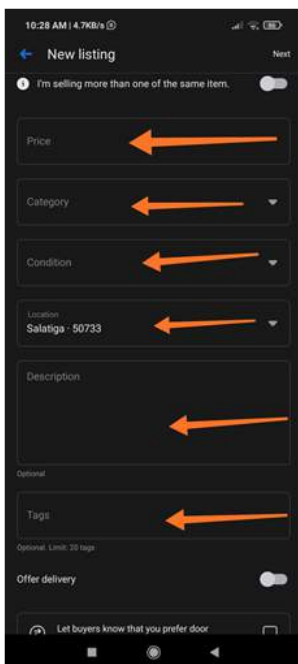 10:28 AM | 4.7KB/s
New listing
Next
I'm selling more than one of the same item.
Price
Category
Condition
Location
Salatiga · 50733
Description
Optional
Tags
Optional. Limit: 20 tags
Offer delivery
Let buyers know that you prefer door